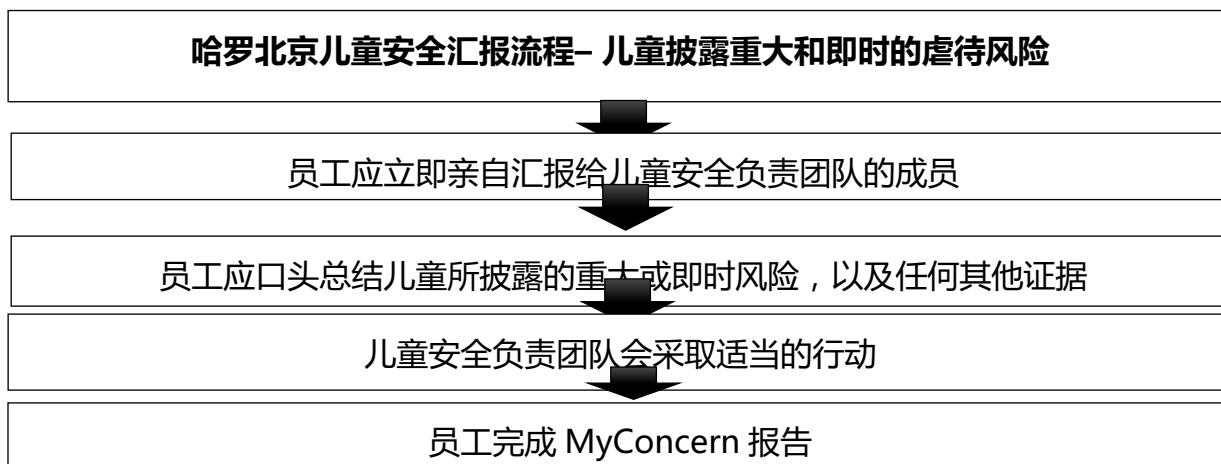 哈罗北京儿童安全汇报流程– 儿童披露重大和即时的虐待风险
员工应立即亲自汇报给儿童安全负责团队的成员
员工应口头总结儿童所披露的重大或即时风险，以及任何其他证据
儿童安全负责团队会采取适当的行动
员工完成 MyConcern 报告